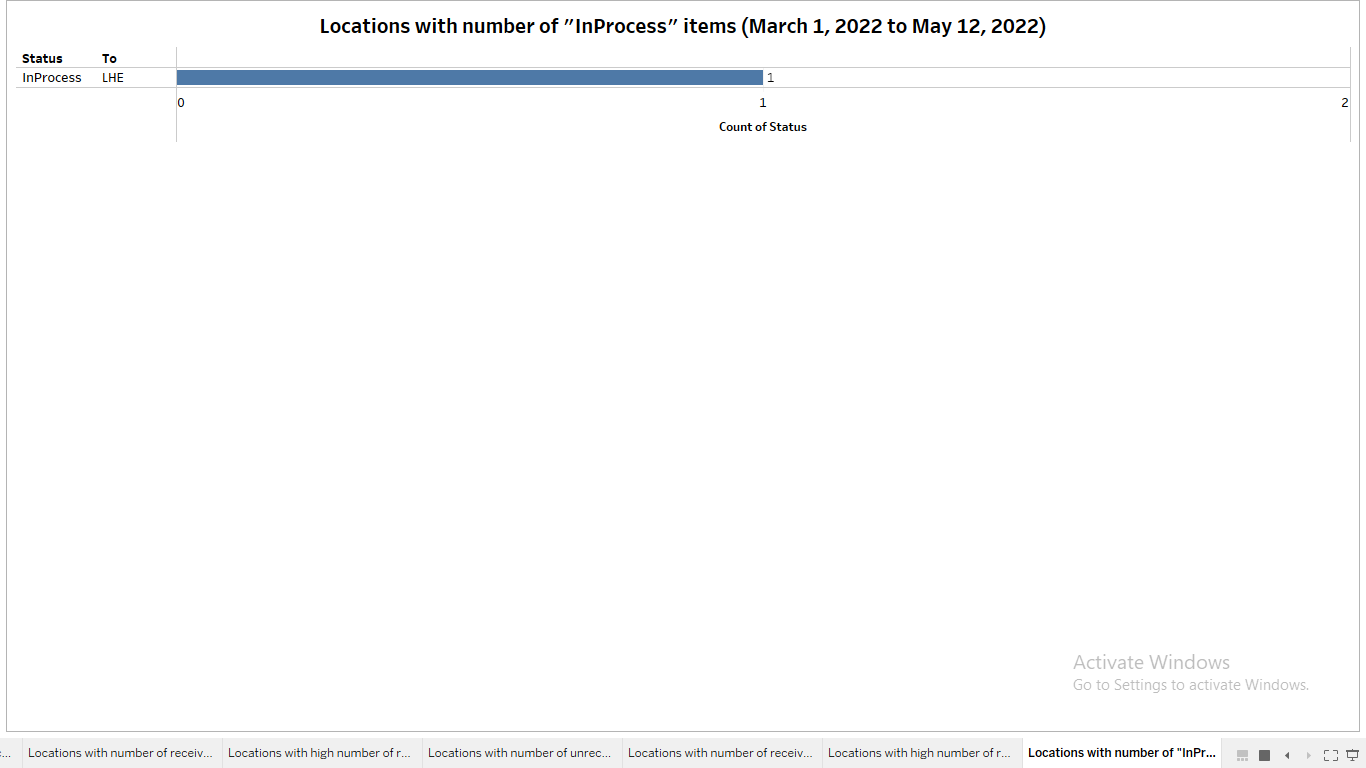 Locations with number of "InProcess" items (March 1, 2022 to May 12, 2022)
Status To
InProcess LHE 1
0 1 2
Count of Status
Activate Windows
Go to Settings to activate Windows.
Locations with number of receiv... Locations with high number of r... Locations with number of unrec... Locations with number of receiv... Locations with high number of r... Locations with number of "InPr...